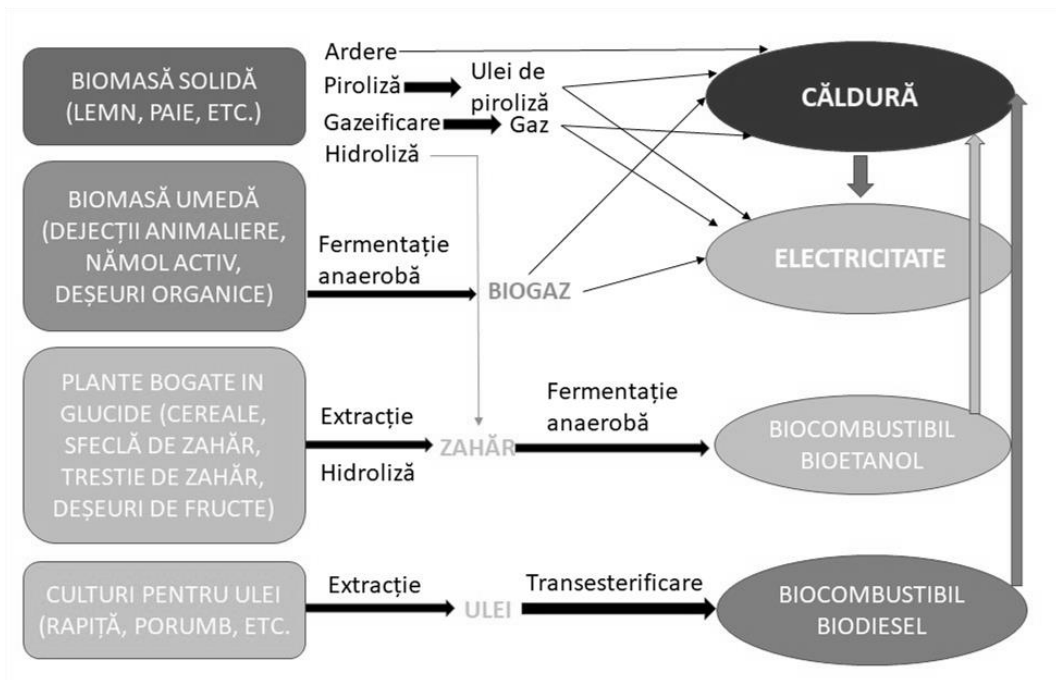 BIOMASĂ SOLIDĂ
(LEMN, PAIE, ETC.)
Ardere
Piroliză
Ulei de
piroliză
Gazeificare
Gaz
Hidroliză
CĂLDURĂ
BIOMASĂ UMEDĂ
(DEJECȚII ANIMALIERE,
NĂMOL ACTIV,
DEȘEURI ORGANICE)
Fermentație
anaerobă
BIOGAZ
ELECTRICITATE
PLANTE BOGATE IN
GLUCIDE (CEREALE,
SFECLĂ DE ZAHĂR,
TRESTIE DE ZAHĂR,
DEȘEURI DE FRUCTE)
Extracție
Hidroliză
ZAHĂR
Fermentație
anaerobă
BIOCOMBUSTIBIL
BIOETANOL
CULTURI PENTRU ULEI
(RAPIȚĂ, PORUMB, ETC.
Extracție
ULEI
Transesterificare
BIOCOMBUSTIBIL
BIODIESEL